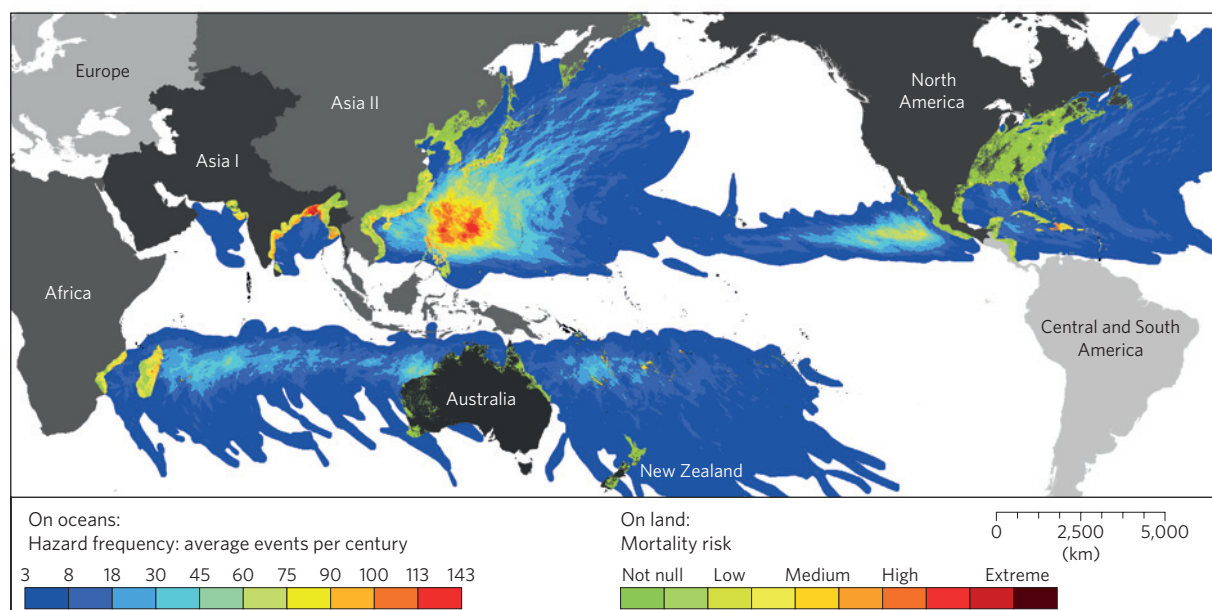 Europe
Asia II
North
America
Asia I
Africa
Central and South
America
Australia
New Zealand
On oceans:
Hazard frequency: average events per century
3 8 18 30 45 60 75 90 100 113 143
On land:
Mortality risk
Not null Low Medium High Extreme
0 2,500 5,000
(km)